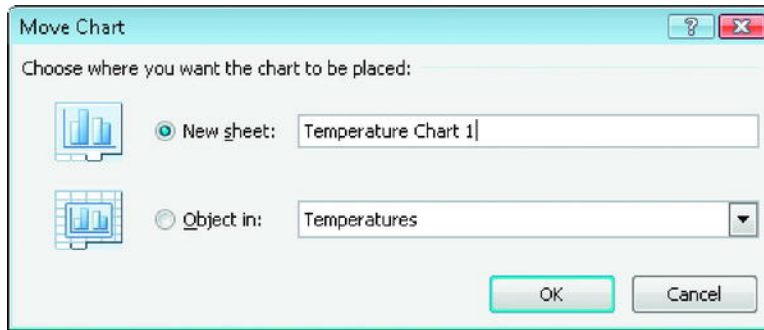 Move Chart
Choose where you want the chart to be placed:
New sheet: Temperature Chart 1
Object in: Temperatures
OK Cancel